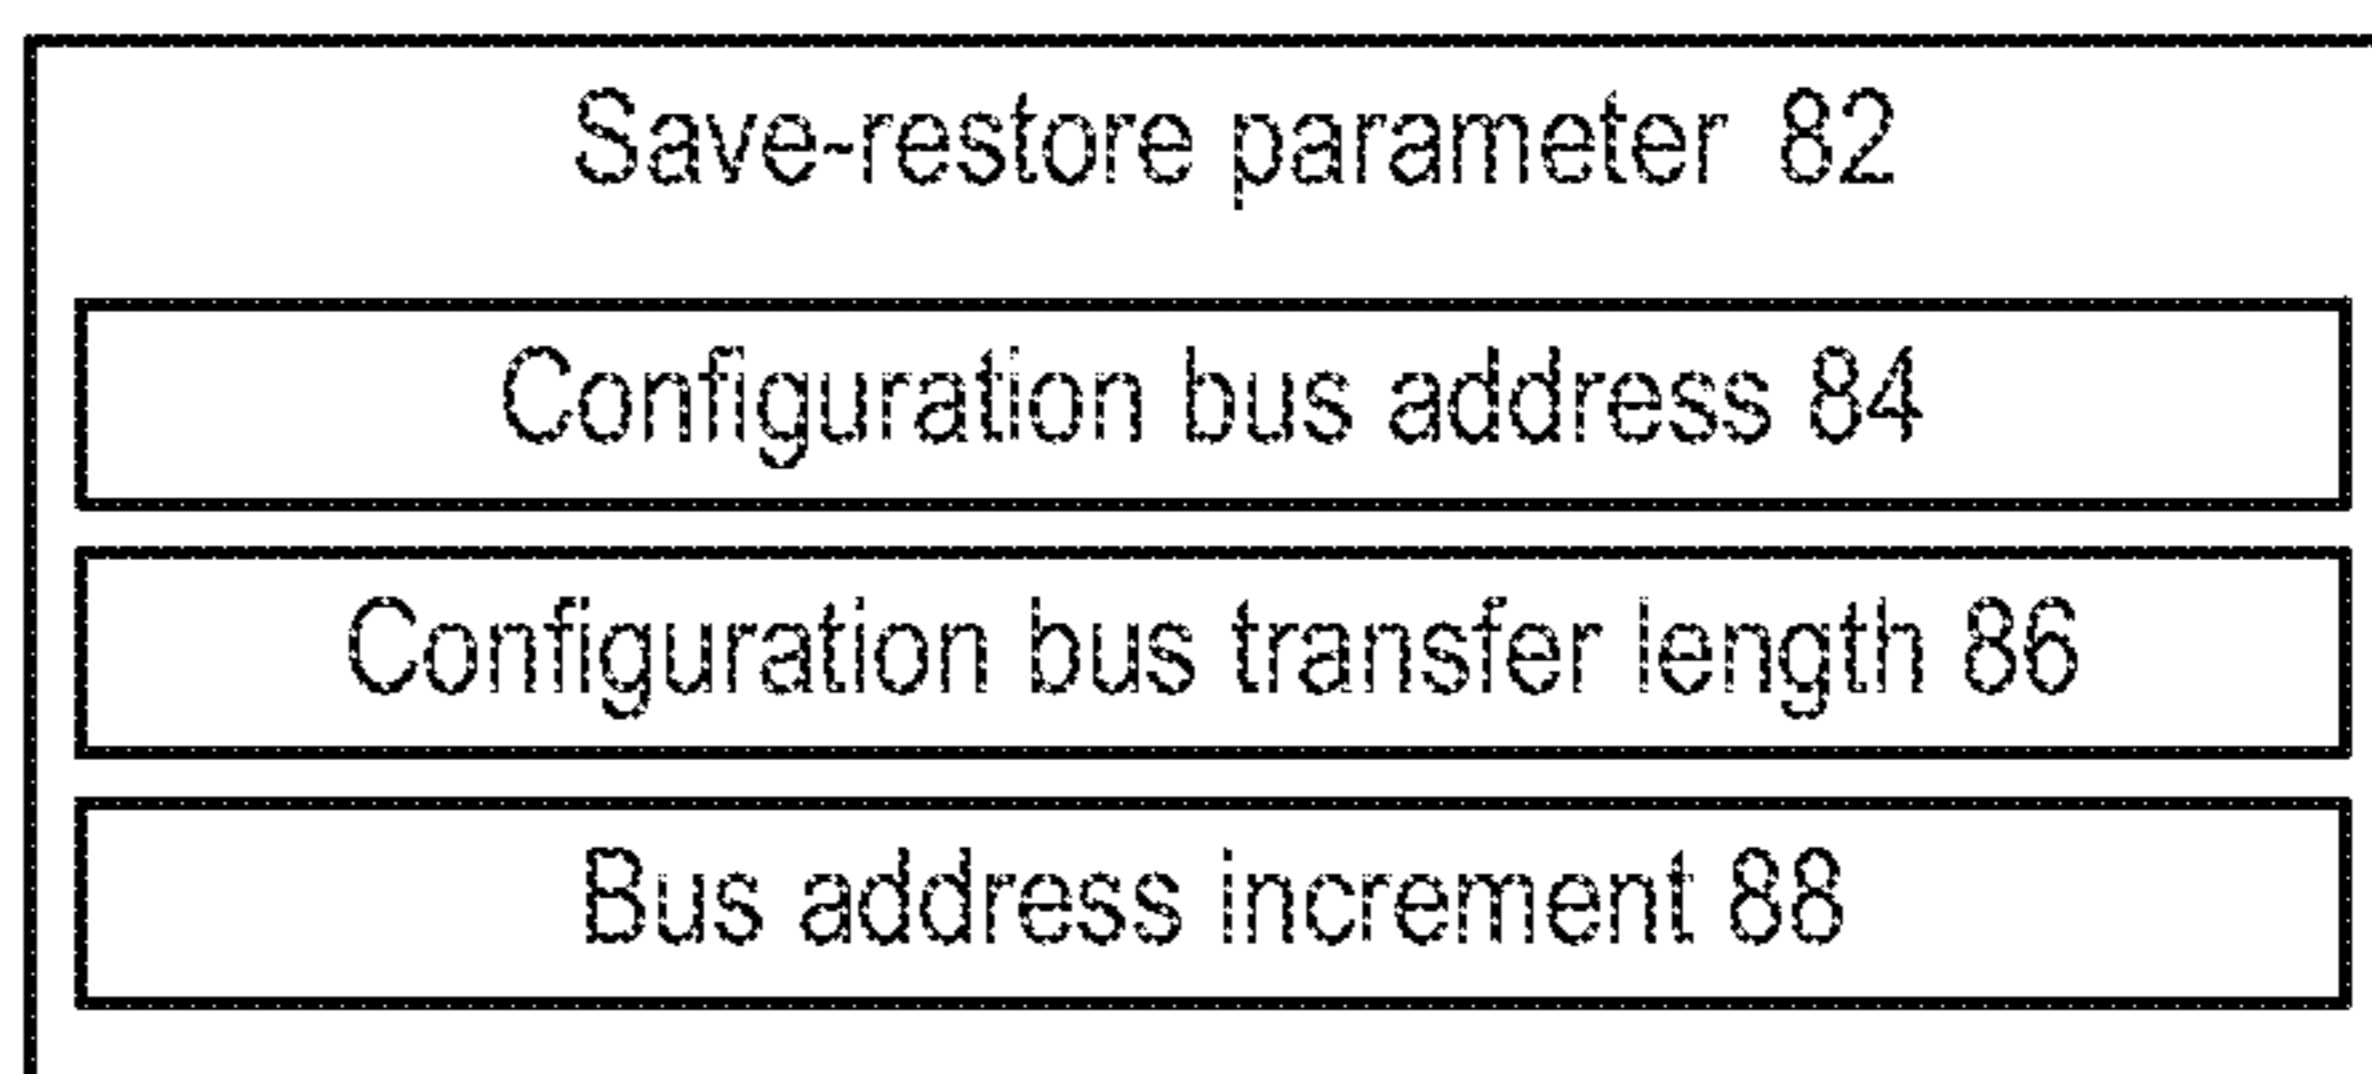 Save-restore parameter 82
Configuration bus address 84
Configuration bus transfer length 86
Bus address increment 88